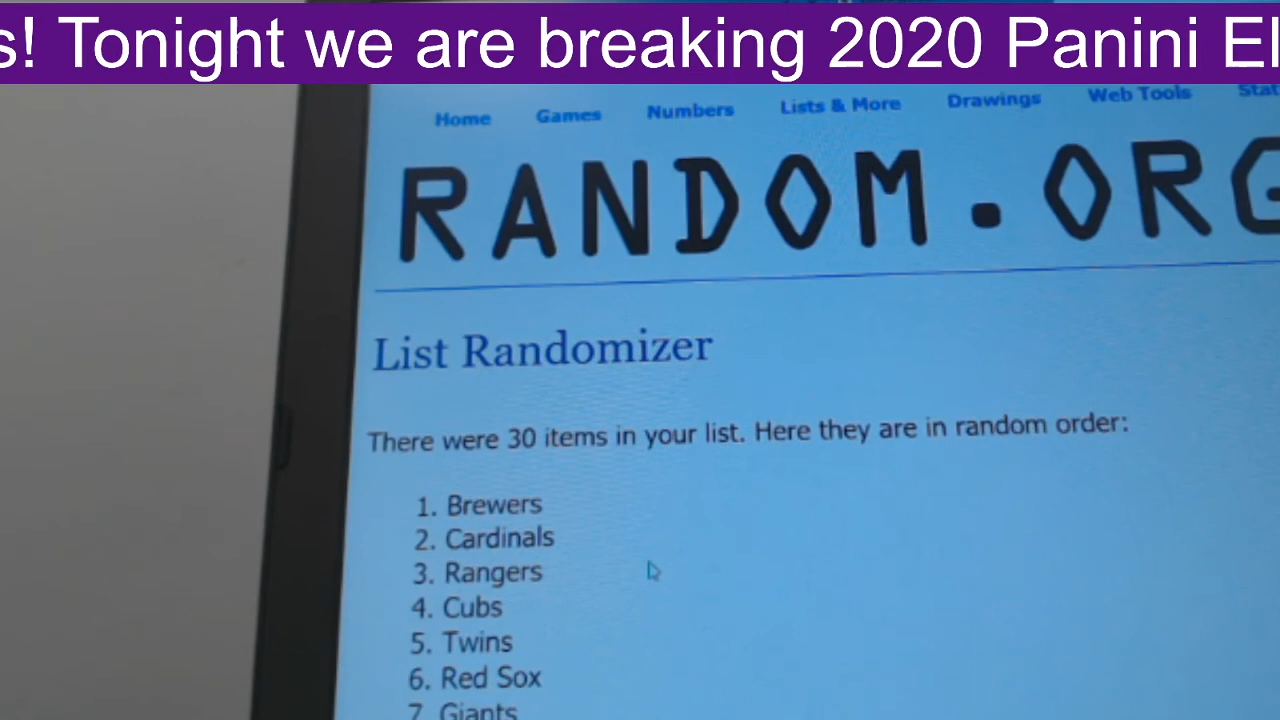 s! Tonight we are breaking 2020 Panini El
Home Games Numbers Lists & More Drawings Web Tools Stat
RANDOM.ORG
List Randomizer
There were 30 items in your list. Here they are in random order:
1. Brewers
2. Cardinals
3. Rangers
4. Cubs
5. Twins
6. Red Sox
7. Giants